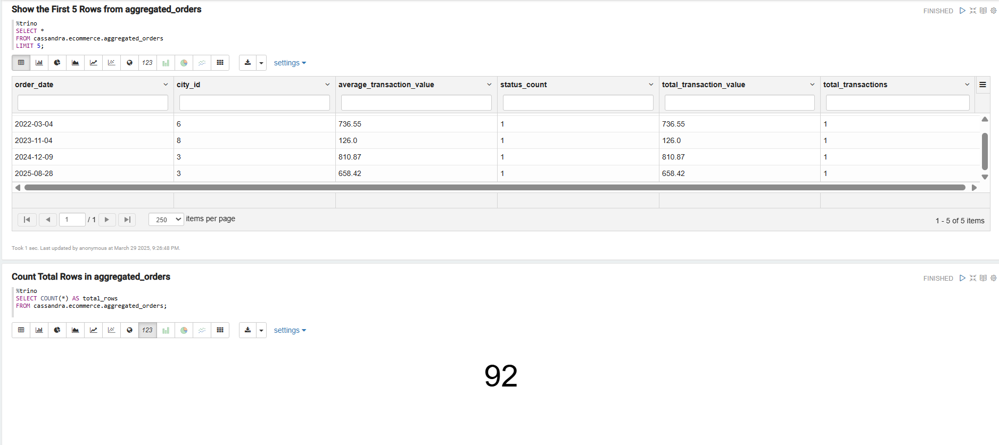 Show the First 5 Rows from aggregated_orders
FINISHED
%trino
SELECT *
FROM cassandra.ecommerce.aggregated_orders
LIMIT 5;
123
settings
order_date city_id average_transaction_value status_count total_transaction_value total_transactions
2022-03-04 6 736.55 1 736.55 1
2023-11-04 8 126.0 1 126.0 1
2024-12-09 3 810.87 1 810.87 1
2025-08-28 3 658.42 1 658.42 1
1 / 1 250 items per page 1 - 5 of 5 items
Took 1 sec. Last updated by anonymous at March 29 2025, 9:26:48 PM.
Count Total Rows in aggregated_orders
FINISHED
%trino
SELECT COUNT(*) AS total_rows
FROM cassandra.ecommerce.aggregated_orders;
123
settings
92